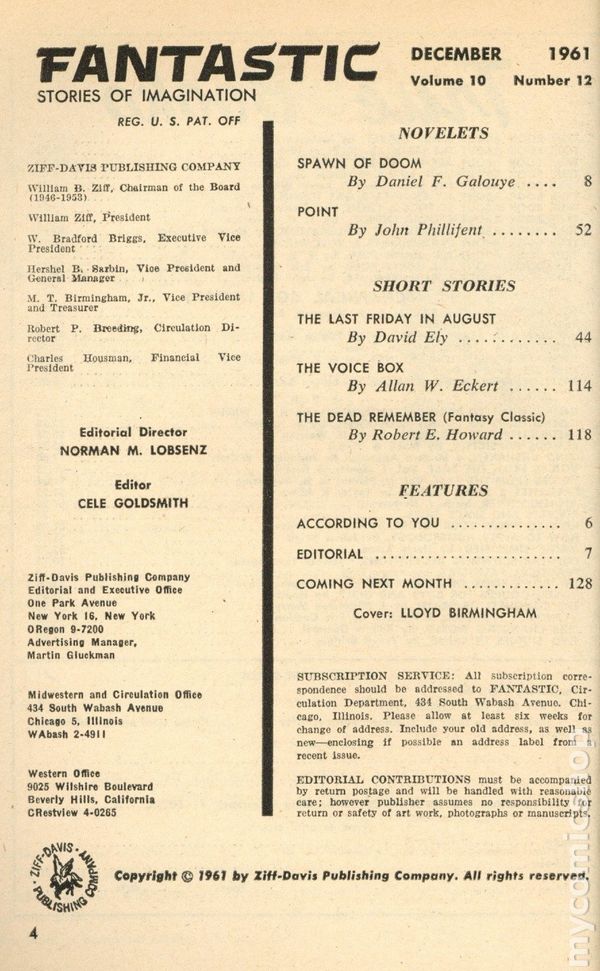 FANTASTIC
STORIES OF IMAGINATION
REG. U. S. PAT. OFF
DECEMBER 1961
Volume 10 Number 12
ZIFF-DAVIS PUBLISHING COMPANY
William B. Ziff, Chairman of the Board
(1946-1953)
William Ziff, President
W. Bradford Briggs, Executive Vice
President
Hershel B. Sarbin, Vice President and
General Manager
M. T. Birmingham, Jr., Vice President
and Treasurer
Robert P. Breeding, Circulation Di-
rector
Charles Housman, Financial Vice
President
Editorial Director
NORMAN M. LOBSENZ
Editor
CELE GOLDSMITH
Ziff-Davis Publishing Company
Editorial and Executive Office
One Park Avenue
New York 16, New York
ORegon 9-7200
Advertising Manager,
Martin Gluckman
Midwestern and Circulation Office
434 South Wabash Avenue
Chicago 5, Illinois
WAbash 2-4911
Western Office
9025 Wilshire Boulevard
Beverly Hills, California
CRestview 4-0265
NOVELETS
SPAWN OF DOOM
By Daniel F. Galouye .... 8
POINT
By John Phillifent ........ 52
SHORT STORIES
THE LAST FRIDAY IN AUGUST
By David Ely ............ 44
THE VOICE BOX
By Allan W. Eckert ...... 114
THE DEAD REMEMBER (Fantasy Classic)
By Robert E. Howard ...... 118
FEATURES
ACCORDING TO YOU .............. 6
EDITORIAL ....................... 7
COMING NEXT MONTH ............ 128
Cover: LLOYD BIRMINGHAM
SUBSCRIPTION SERVICE: All subscription corre-
spondence should be addressed to FANTASTIC, Cir-
culation Department, 434 South Wabash Avenue, Chi-
cago, Illinois. Please allow at least six weeks for
change of address. Include your old address, as well as
new—enclosing if possible an address label from a
recent issue.
EDITORIAL CONTRIBUTIONS must be accompanied
by return postage and will be handled with reasonable
care; however publisher assumes no responsibility for
return or safety of art work, photographs or manuscripts.
ZIFF-DAVIS PUBLISHING COMPANY
Copyright © 1961 by Ziff-Davis Publishing Company. All rights reserved.
4
mycomicshop